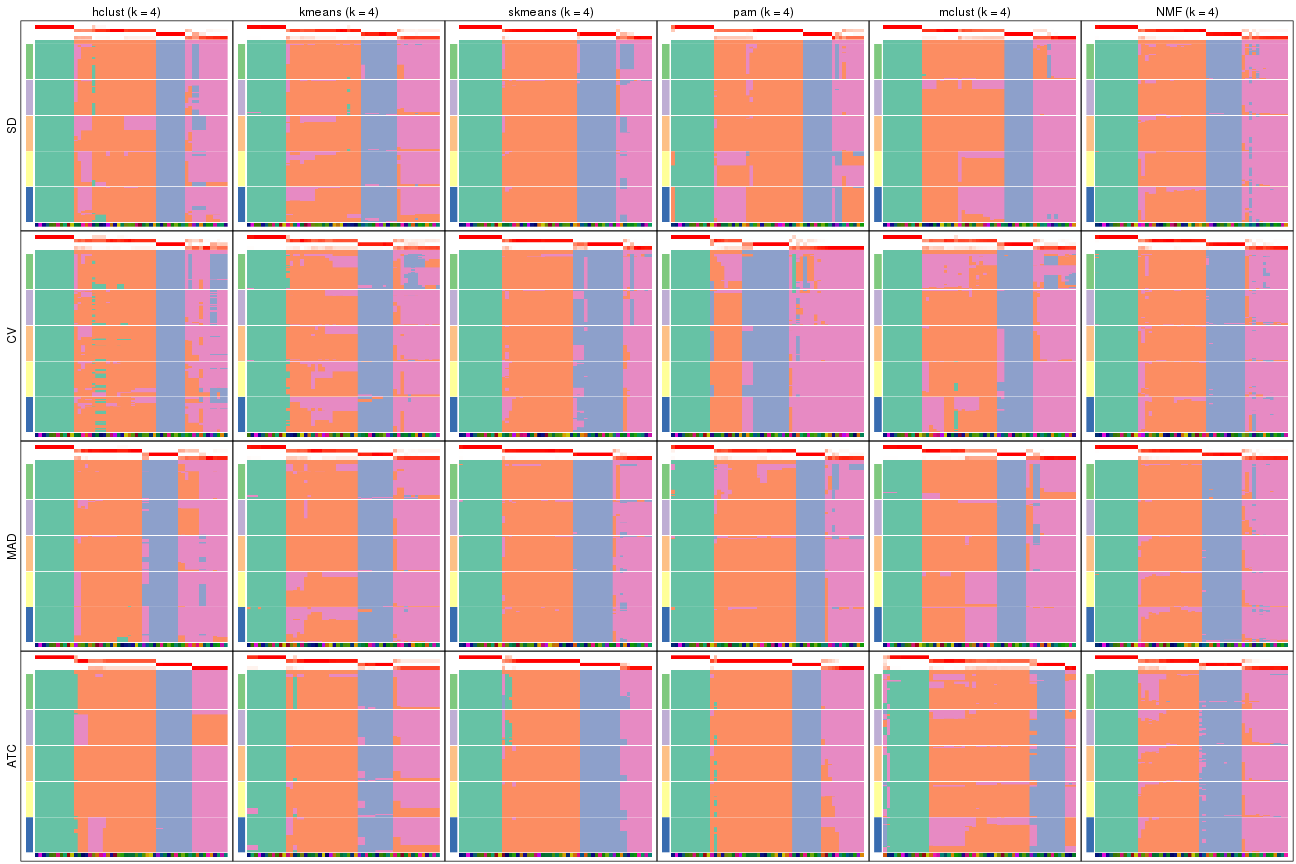 hclust (k = 4) kmeans (k = 4) skmeans (k = 4) pam (k = 4) mclust (k = 4) NMF (k = 4)
SD
CV
MAD
ATC